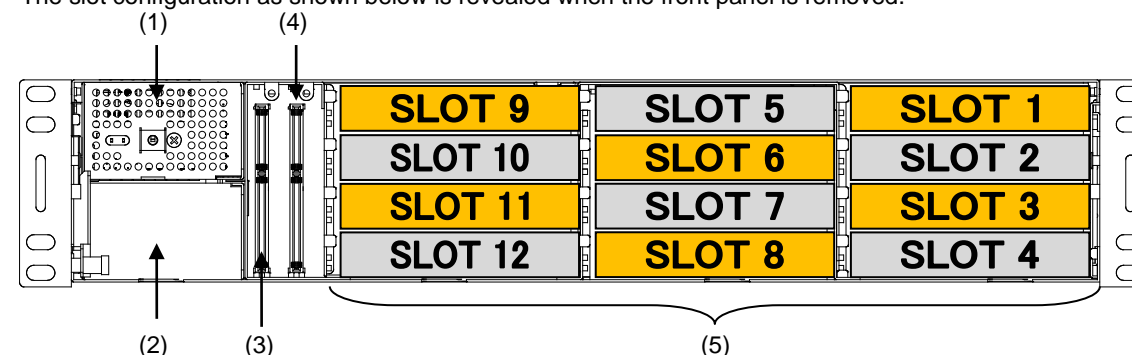 The slot configuration as shown below is revealed when the front panel is removed.
(1) (4)
SLOT 9 SLOT 5 SLOT 1
SLOT 10 SLOT 6 SLOT 2
SLOT 11 SLOT 7 SLOT 3
SLOT 12 SLOT 8 SLOT 4
(2) (3) (5)